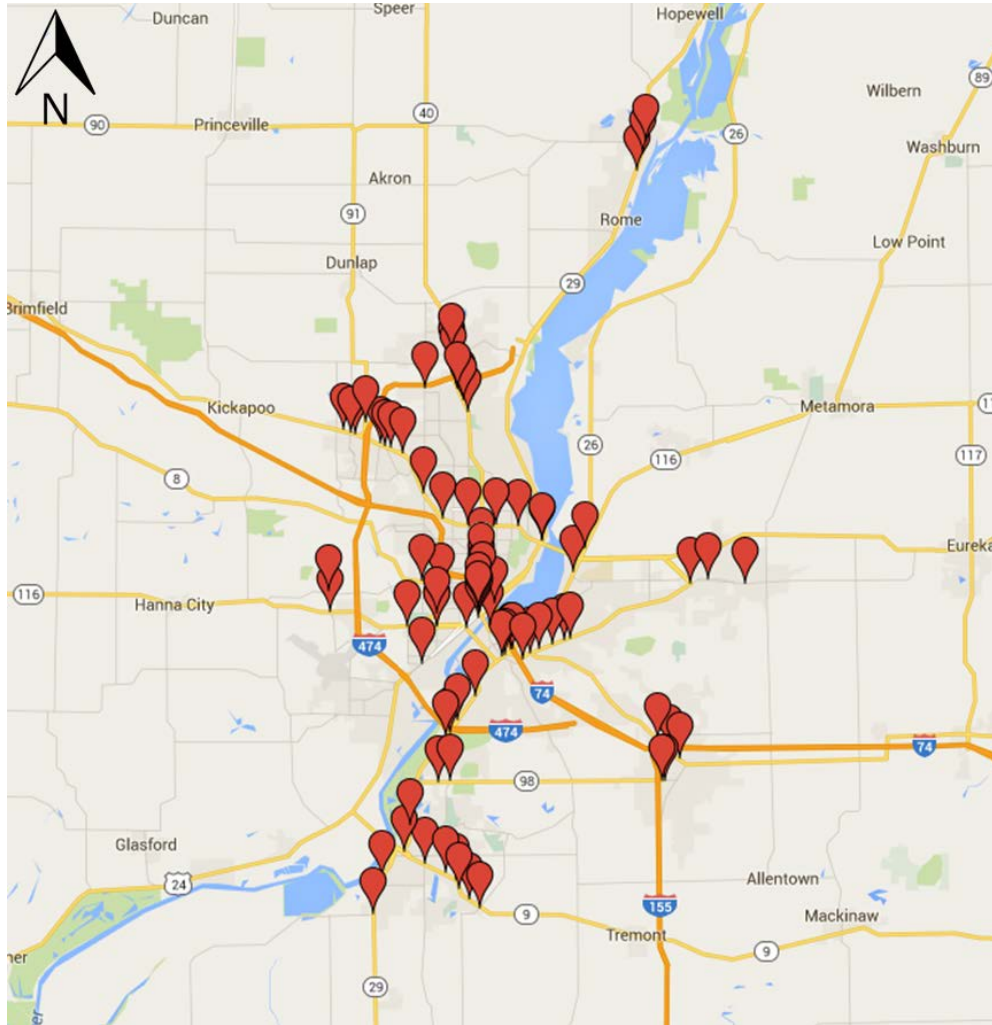 Duncan
Speer
Hopewell
N
89
Wilbern
40
90
Princeville
26
Washburn
Akron
91
Rome
Low Point
Dunlap
29
Brimfield
Kickapoo
Metamora
26
116
117
8
Eureka
116
Hanna City
474
74
474
74
98
Glasford
24
Allentown
155
9
Mackinaw
Tremont
9
29